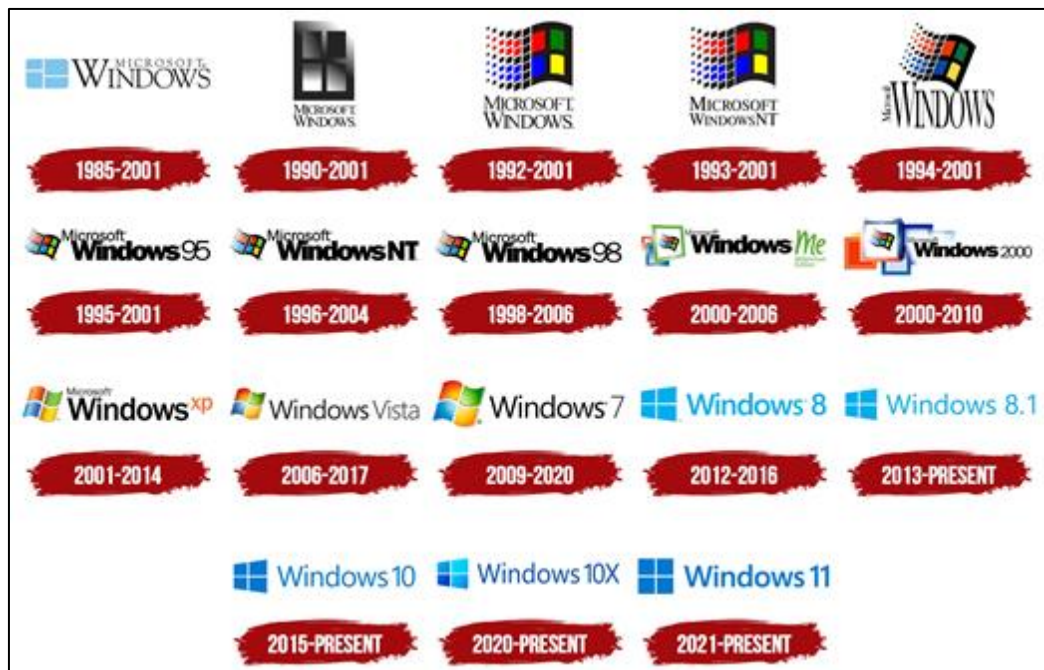 MICROSOFT
WINDOWS
MICROSOFT
WINDOWS
MICROSOFT
WINDOWS
MICROSOFT
WINDOWS NT
Microsoft
WINDOWS
1985-2001
1990-2001
1992-2001
1993-2001
1994-2001
Microsoft
Windows 95
Microsoft
Windows NT
Microsoft
Windows 98
Microsoft
Windows Me
Microsoft
Windows 2000
1995-2001
1996-2004
1998-2006
2000-2006
2000-2010
Microsoft
Windows xp
Windows Vista
Windows 7
Windows 8
Windows 8.1
2001-2014
2006-2017
2009-2020
2012-2016
2013-PRESENT
Windows 10
Windows 10X
Windows 11
2015-PRESENT
2020-PRESENT
2021-PRESENT